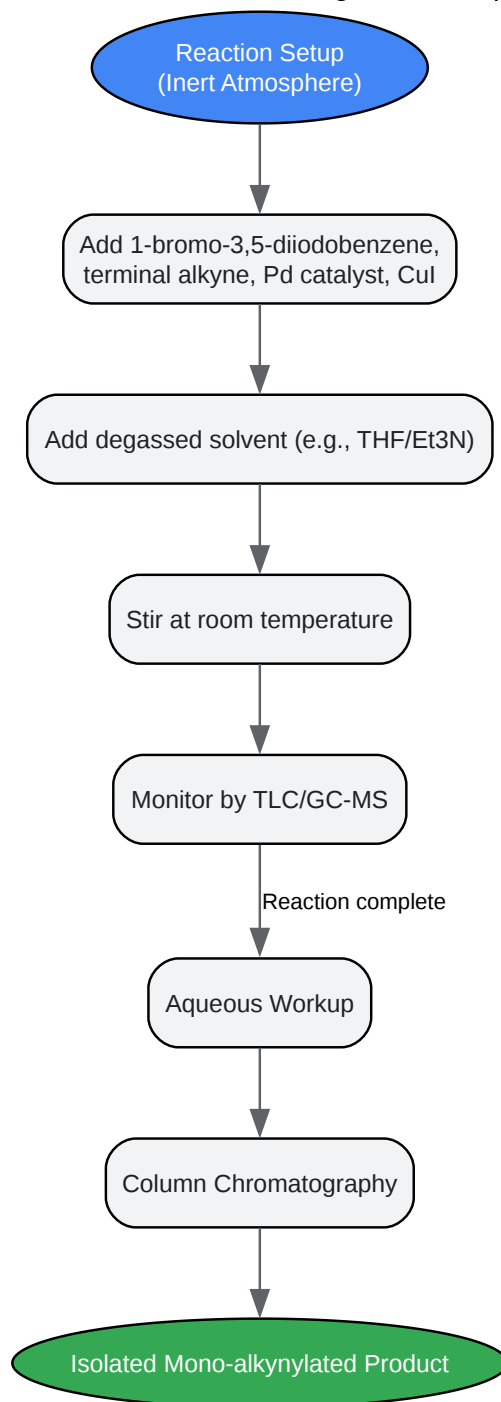 Reaction Setup
(Inert Atmosphere)
Add 1-bromo-3,5-diiodobenzene,
terminal alkyne, Pd catalyst, CuI
Add degassed solvent (e.g., THF/Et3N)
Stir at room temperature
Monitor by TLC/GC-MS
Reaction complete
Aqueous Workup
Column Chromatography
Isolated Mono-alkynylated Product